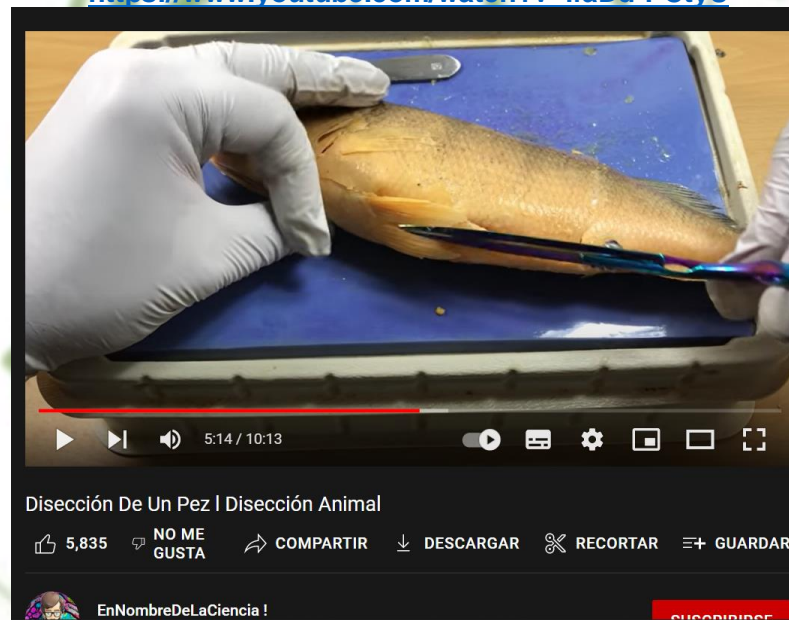 5:14 / 10:13
Disección De Un Pez l Disección Animal
5,835
NO ME GUSTA
COMPARTIR
DESCARGAR
RECORTAR
GUARDAR
EnNombreDeLaCiencia !
SUSCRIBIRSE